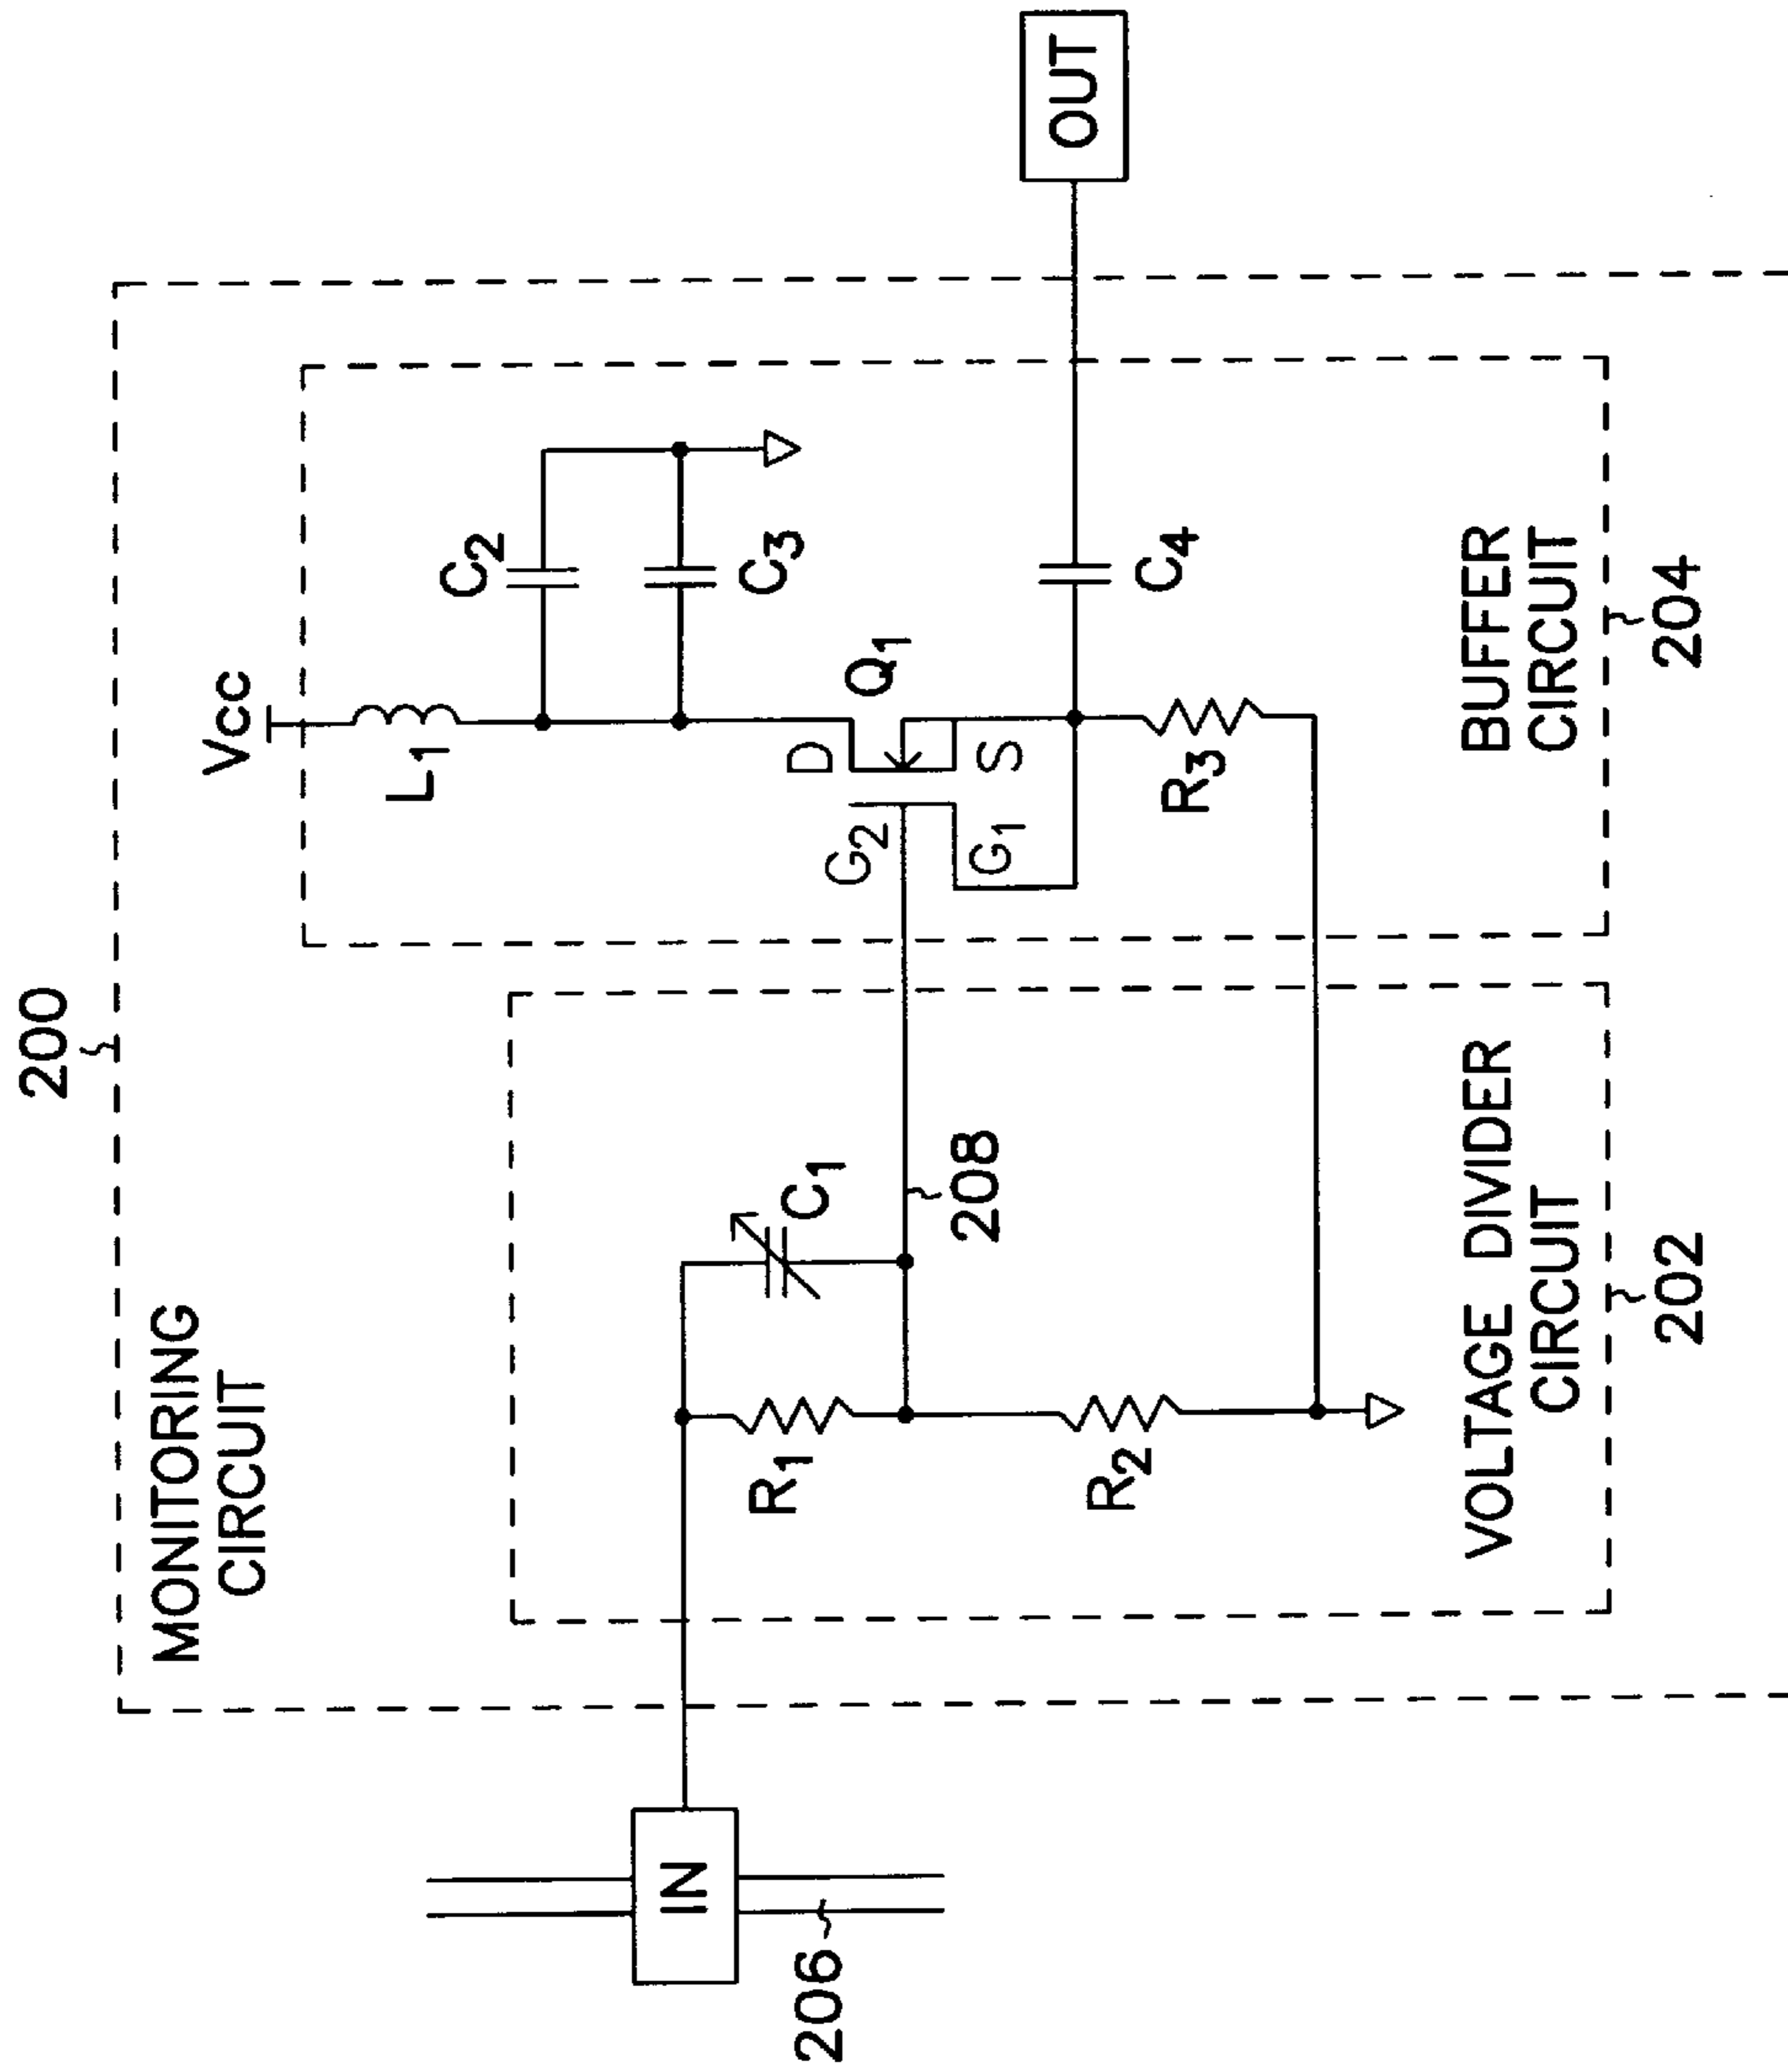 200
MONITORING
CIRCUIT
Vcc
L1
C2
C3
D
Q1
G2
S
G1
C4
R3
OUT
IN
206
R1
C1
208
R2
VOLTAGE DIVIDER
CIRCUIT
202
BUFFER
CIRCUIT
204